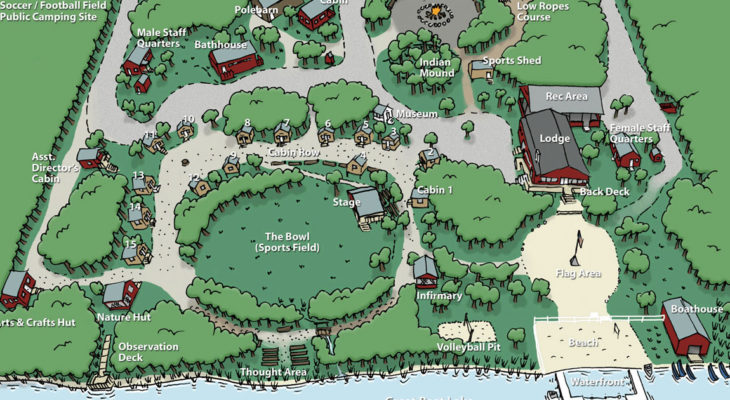 Soccer / Football Field
Public Camping Site
Polebarn
Cabin
Low Ropes
Course
Male Staff
Quarters
Bathhouse
Indian
Mound
Sports Shed
Rec Area
Museum
11
10
8
7
6
5
3
Cabin Row
Lodge
Female Staff
Quarters
Asst.
Director's
Cabin
13
12
9
4
2
Cabin 1
Back Deck
14
Stage
15
The Bowl
(Sports Field)
Flag Area
Infirmary
Arts & Crafts Hut
Nature Hut
Boathouse
Observation
Deck
Volleyball Pit
Beach
Thought Area
Waterfront